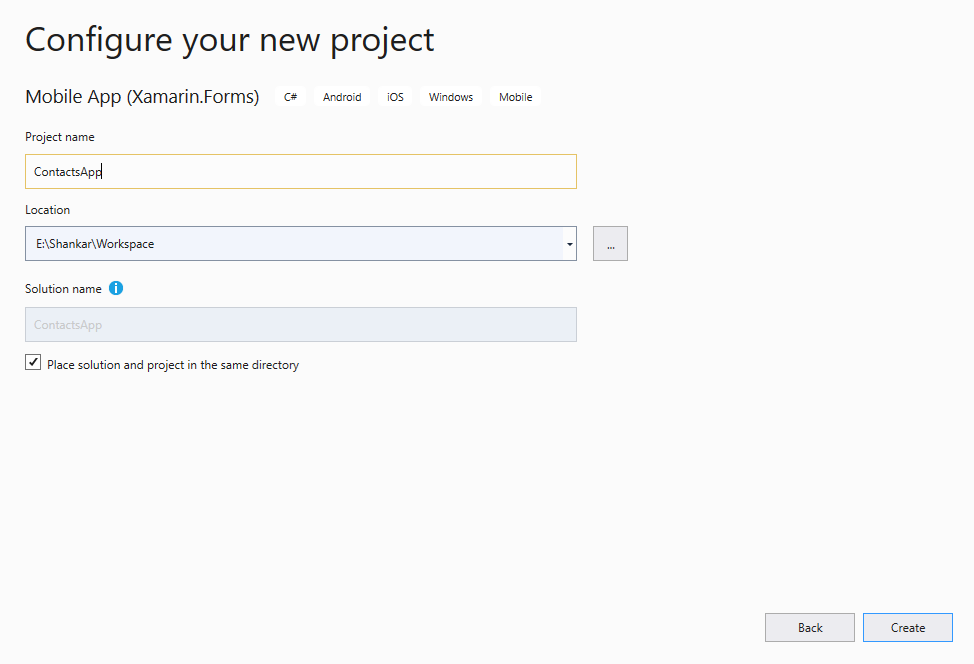 Configure your new project
Mobile App (Xamarin.Forms) C# Android iOS Windows Mobile
Project name
ContactsApp
Location
E:\Shankar\Workspace
...
Solution name
ContactsApp
Place solution and project in the same directory
Back Create